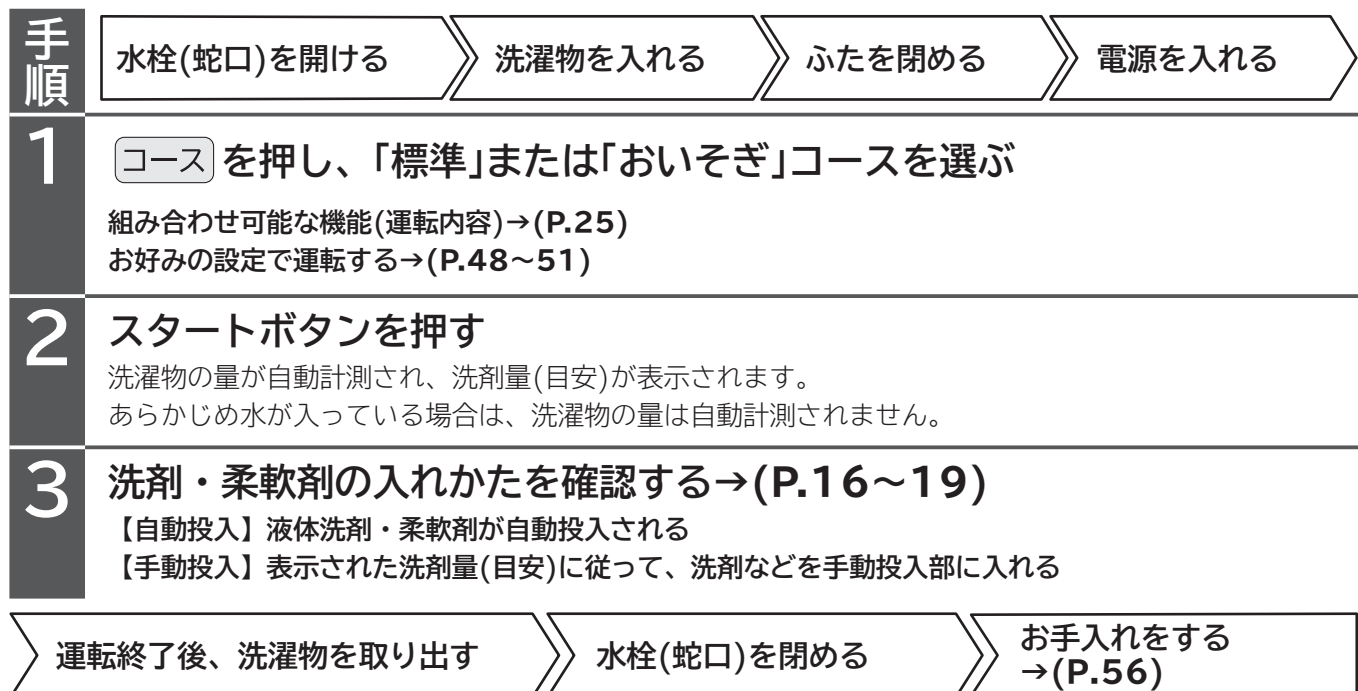 手順
水栓(蛇口)を開ける
洗濯物を入れる
ふたを閉める
電源を入れる
1
コース を押し、「標準」または「おいそぎ」コースを選ぶ
組み合わせ可能な機能(運転内容)→(P.25)
お好みの設定で運転する→(P.48～51)
2
スタートボタンを押す
洗濯物の量が自動計測され、洗剤量(目安)が表示されます。
あらかじめ水が入っている場合は、洗濯物の量は自動計測されません。
3
洗剤・柔軟剤の入れかたを確認する→(P.16～19)
【自動投入】液体洗剤・柔軟剤が自動投入される
【手動投入】表示された洗剤量(目安)に従って、洗剤などを手動投入部に入れる
運転終了後、洗濯物を取り出す
水栓(蛇口)を閉める
お手入れをする
→(P.56)